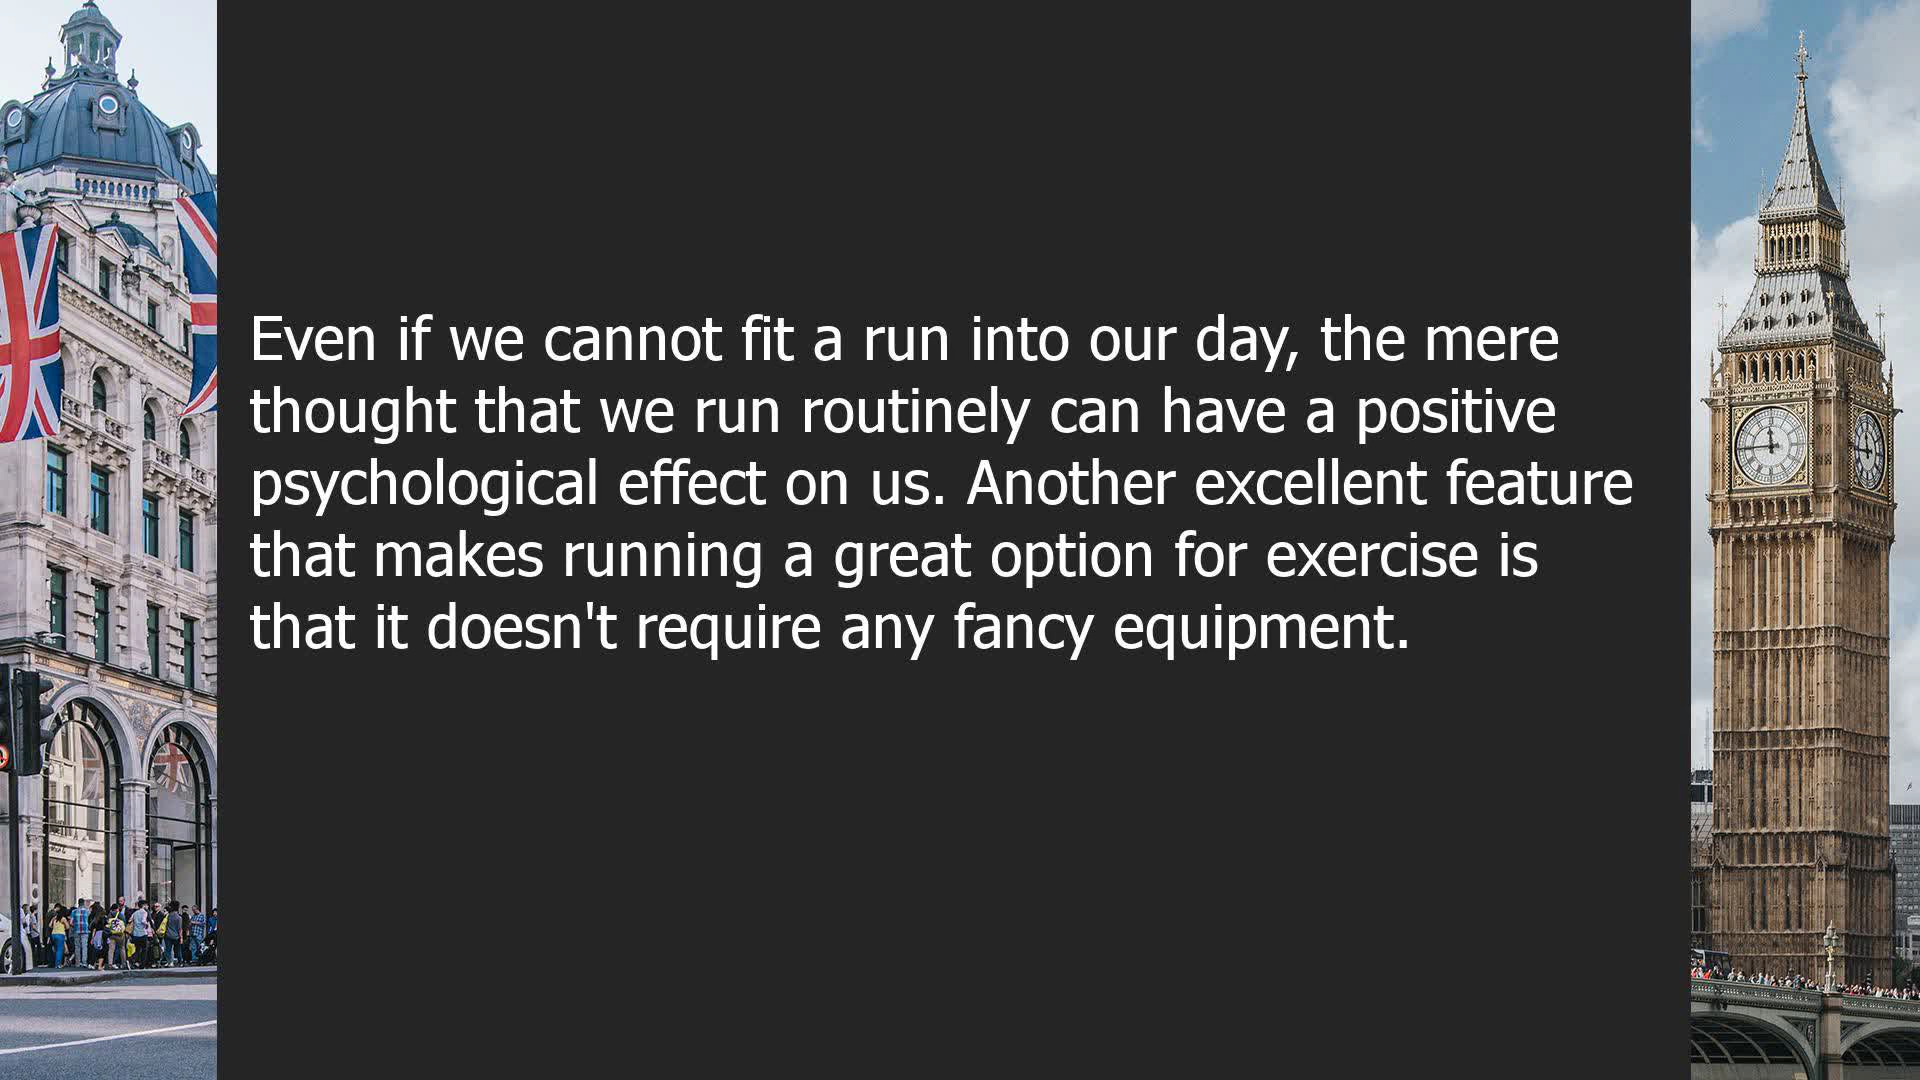 Even if we cannot fit a run into our day, the mere
thought that we run routinely can have a positive
psychological effect on us. Another excellent feature
that makes running a great option for exercise is
that it doesn't require any fancy equipment.